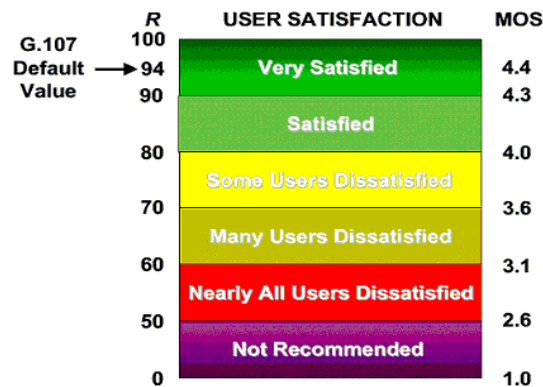 R USER SATISFACTION MOS
G.107
Default
Value
100
94 Very Satisfied 4.4
90 4.3
Satisfied
80 4.0
Some Users Dissatisfied
70 3.6
Many Users Dissatisfied
60 3.1
Nearly All Users Dissatisfied
50 2.6
Not Recommended
0 1.0